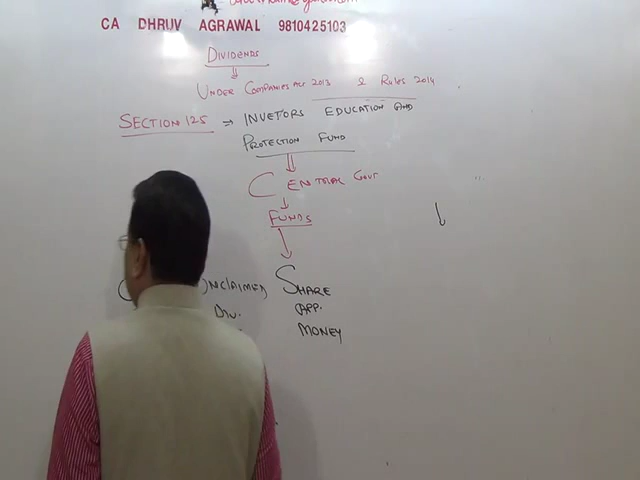 CA DHRUV AGRAWAL 9810425103
DIVIDENDS
UNDER COMPANIES ACT 2013 & RULES 2014
SECTION 125 ⇒ INVETORS EDUCATION AND
PROTECTION FUND
CENTRAL GOVT
FUNDS
UNCLAIMED
DIV.
SHARE
APP.
MONEY